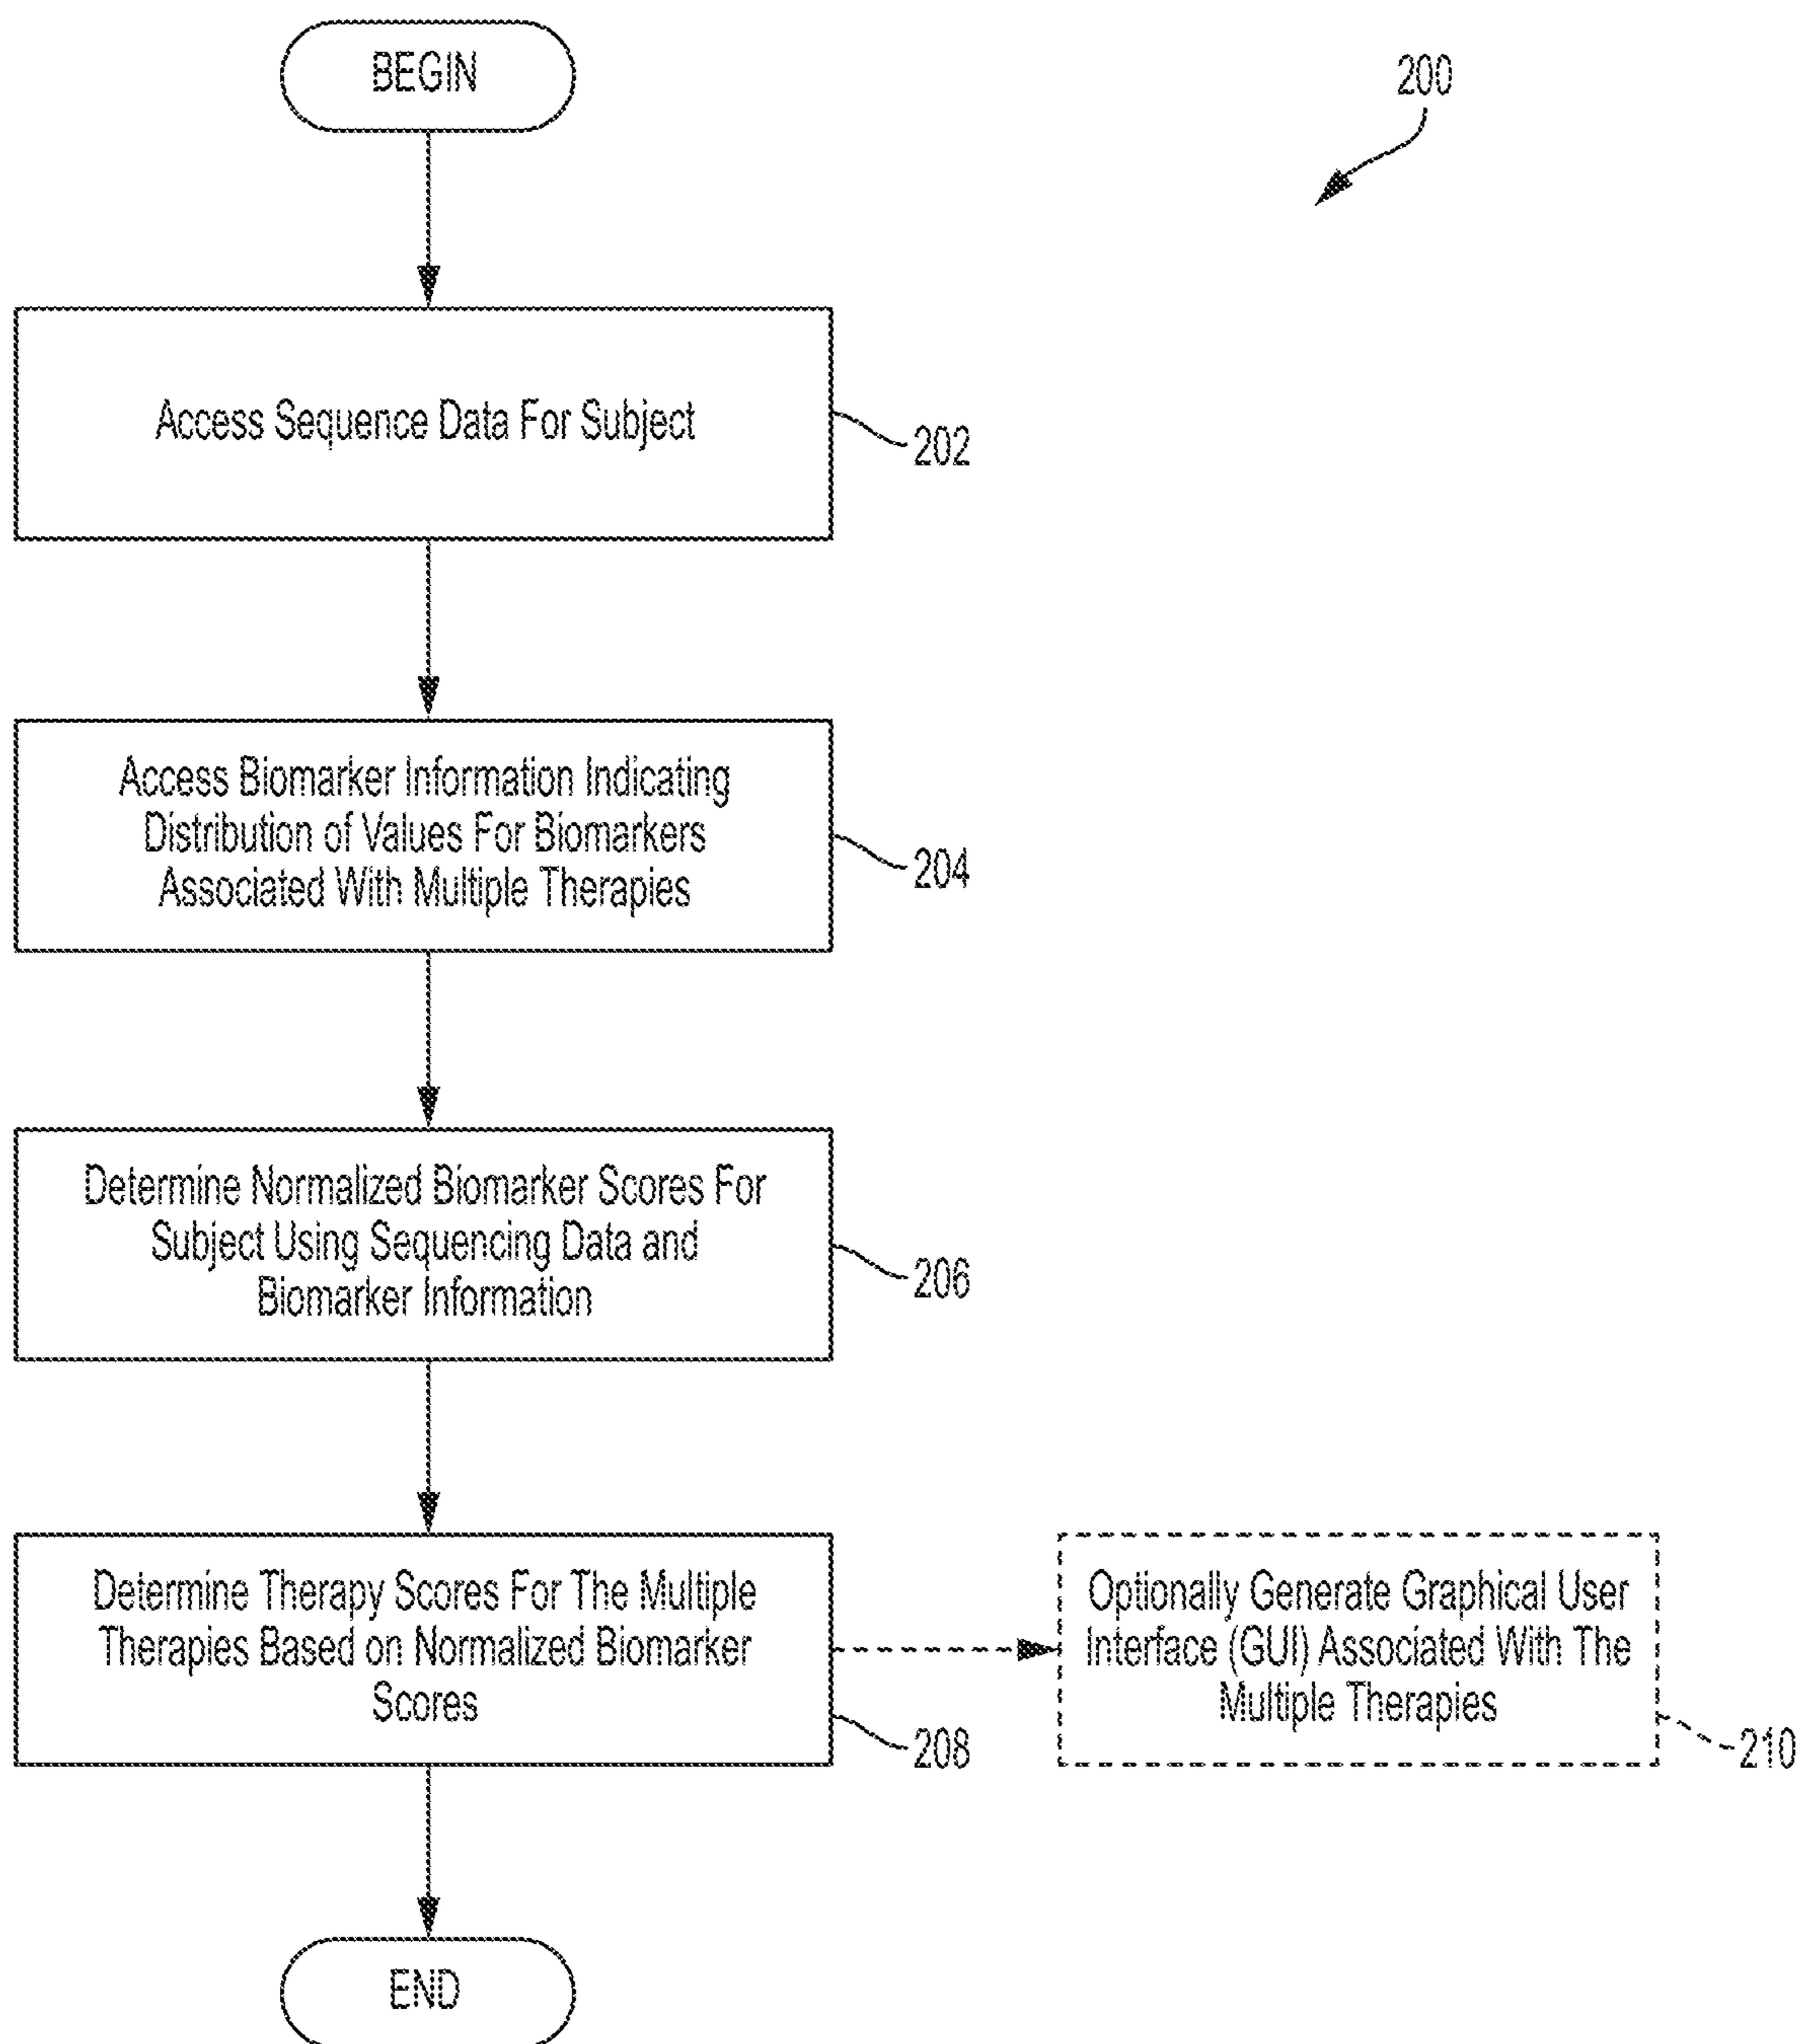 BEGIN
200
Access Sequence Data For Subject
202
Access Biomarker Information Indicating
Distribution of Values For Biomarkers
Associated With Multiple Therapies
204
Determine Normalized Biomarker Scores For
Subject Using Sequencing Data and
Biomarker Information
206
Determine Therapy Scores For The Multiple
Therapies Based on Normalized Biomarker
Scores
208
Optionally Generate Graphical User
Interface (GUI) Associated With The
Multiple Therapies
210
END